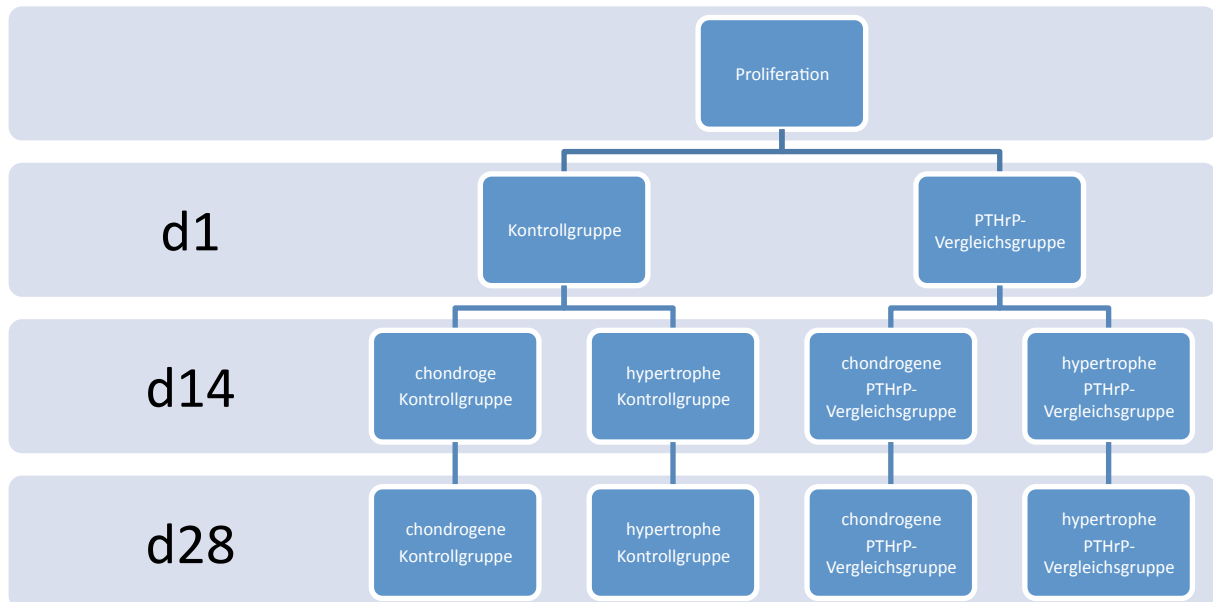 Proliferation
d1
Kontrollgruppe
PTHrP-
Vergleichsgruppe
d14
chondroge
Kontrollgruppe
hypertrophe
Kontrollgruppe
chondrogene
PTHrP-
Vergleichsgruppe
hypertrophe
PTHrP-
Vergleichsgruppe
d28
chondrogene
Kontrollgruppe
hypertrophe
Kontrollgruppe
chondrogene
PTHrP-
Vergleichsgruppe
hypertrophe
PTHrP-
Vergleichsgruppe